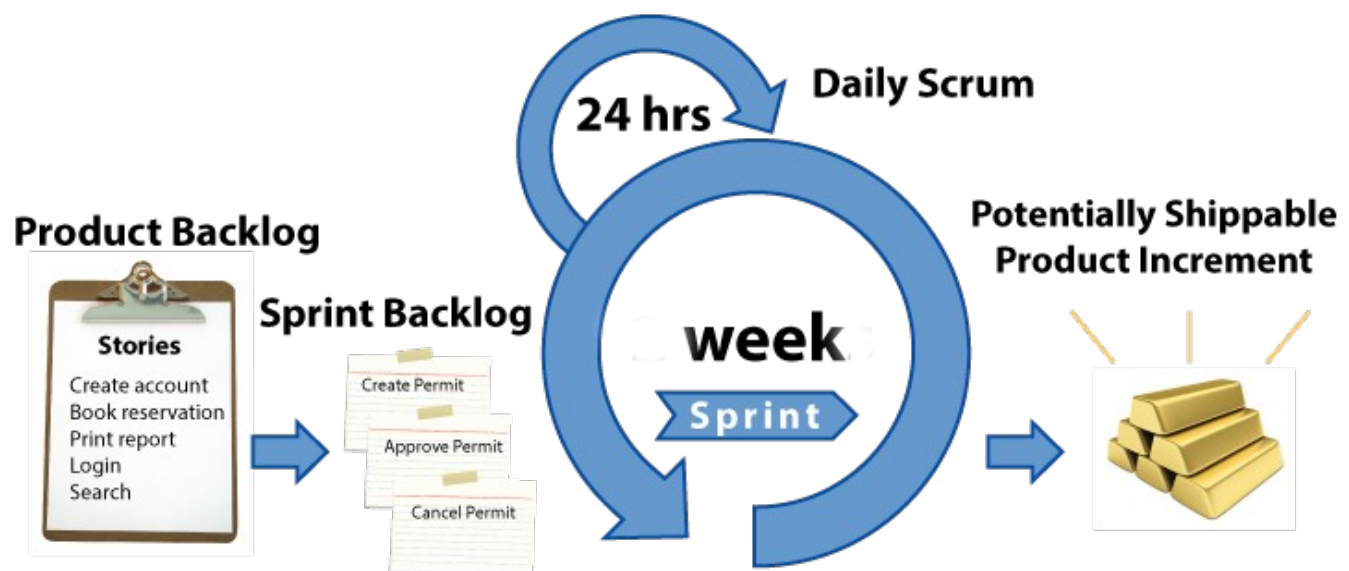 Product Backlog
Stories
Create account
Book reservation
Print report
Login
Search
Sprint Backlog
Create Permit
Approve Permit
Cancel Permit
24 hrs
Daily Scrum
week
Sprint
Potentially Shippable
Product Increment